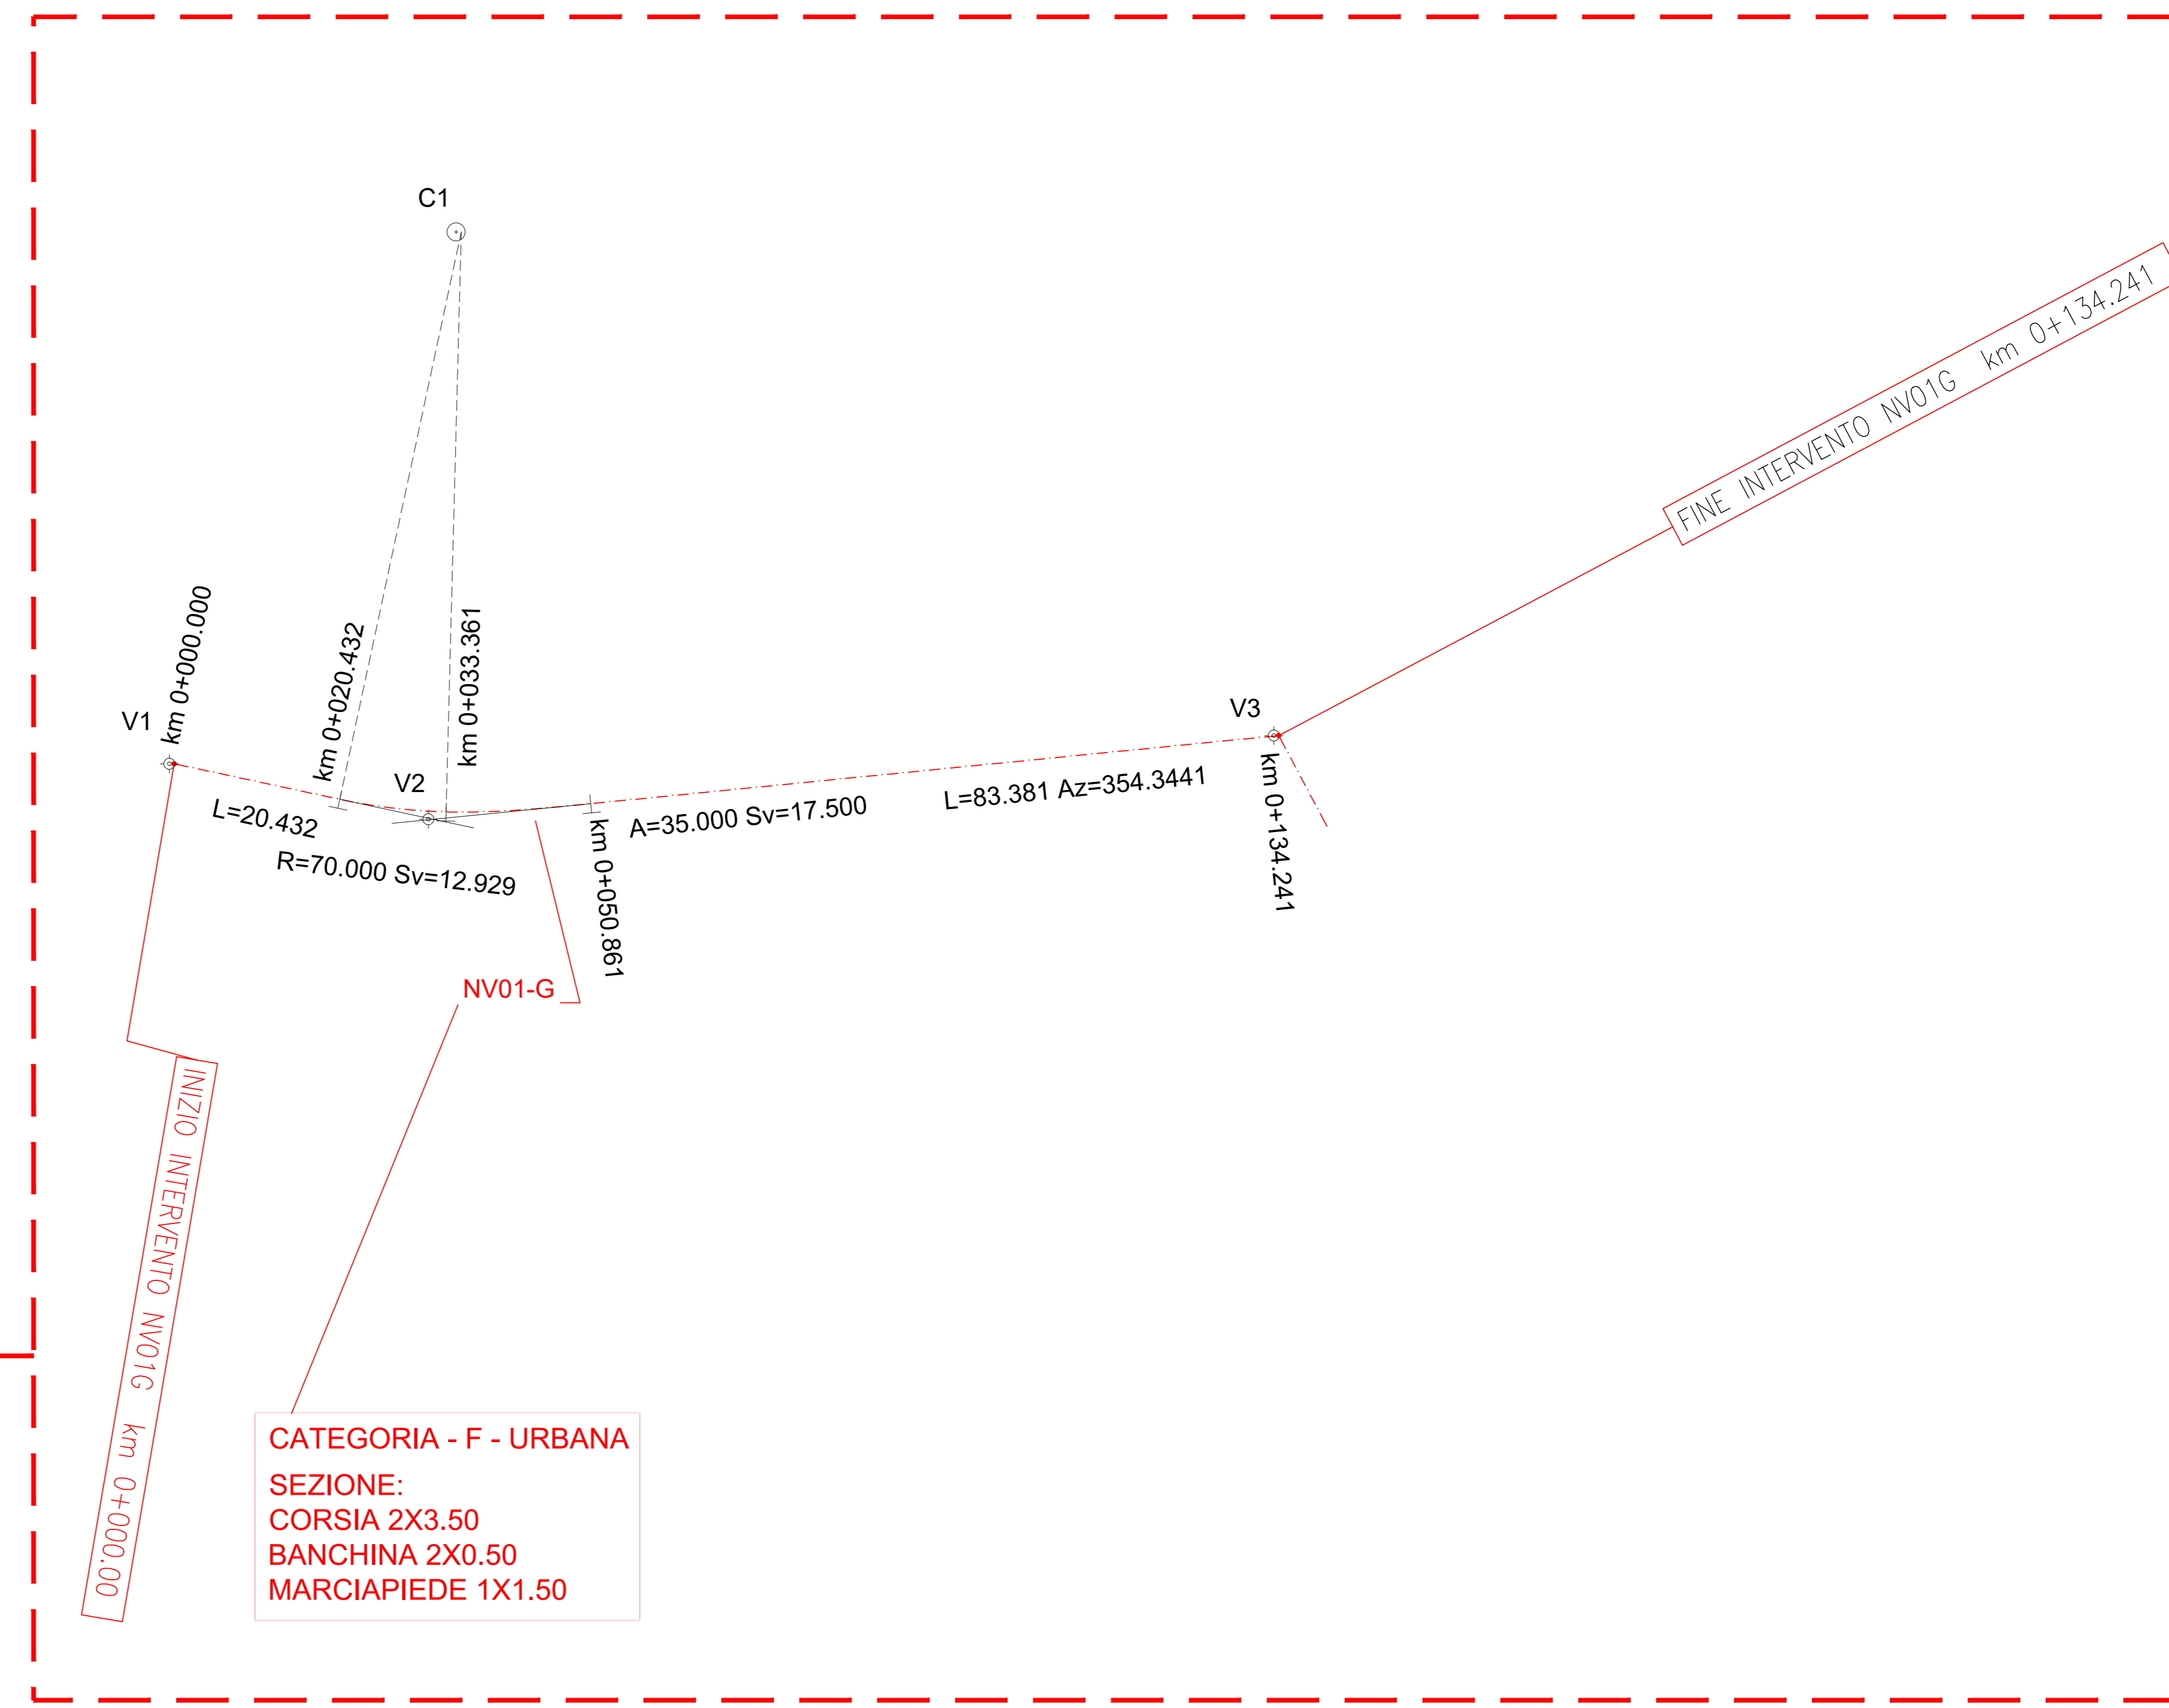 C1
FINE INTERVENTO NV01G km 0+134.241
km 0+000.000
V1
km 0+020.432
km 0+033.361
V2
V3
L=20.432
R=70.000 Sv=12.929
A=35.000 Sv=17.500
L=83.381 Az=354.3441
km 0+050.861
km 0+134.241
NV01-G
INIZIO INTERVENTO NV01G km 0+000.00
CATEGORIA - F - URBANA
SEZIONE:
CORSIA 2X3.50
BANCHINA 2X0.50
MARCIAPIEDE 1X1.50